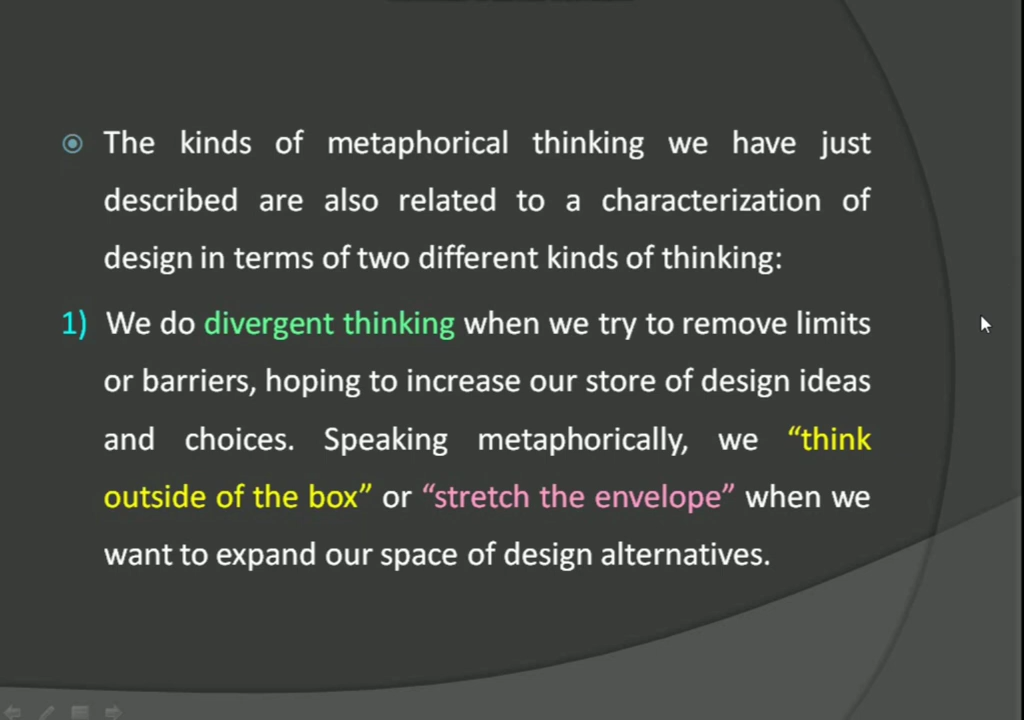 The kinds of metaphorical thinking we have just
described are also related to a characterization of
design in terms of two different kinds of thinking:
1) We do divergent thinking when we try to remove limits
or barriers, hoping to increase our store of design ideas
and choices. Speaking metaphorically, we “think
outside of the box” or “stretch the envelope” when we
want to expand our space of design alternatives.